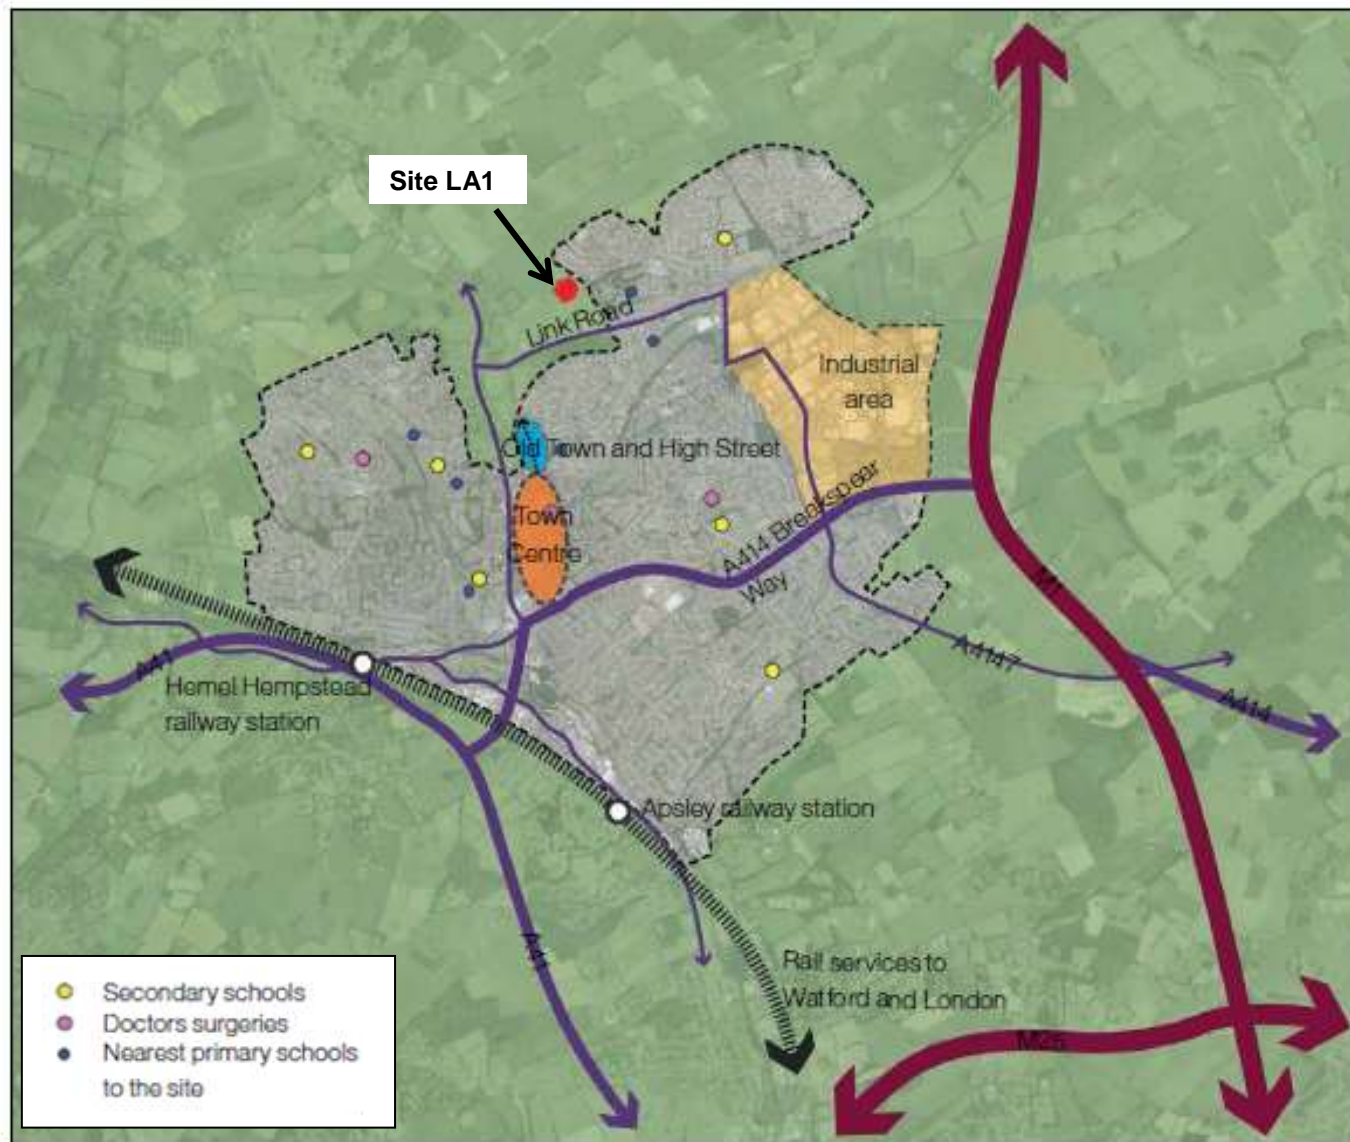 Site LA1
Link Road
Industrial
area
Old Town and High Street
Town
Centre
A414 Breakspear
Way
M1
A4147
A414
A41
Hemel Hempstead
railway station
Apsley railway station
A41
Rail services to
Watford and London
M25
Secondary schools
Doctors surgeries
Nearest primary schools
to the site